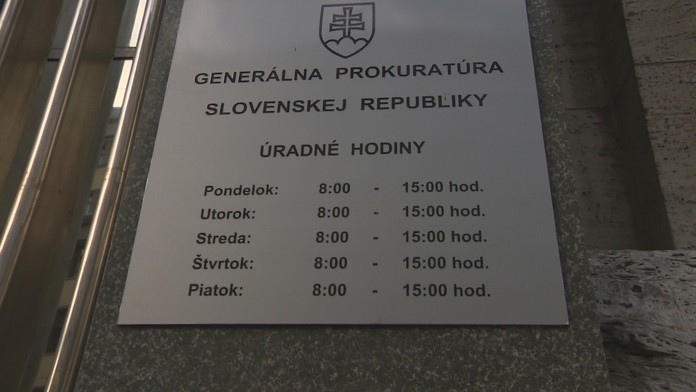 GENERÁLNA PROKURATÚRA
SLOVENSKEJ REPUBLIKY
ÚRADNÉ HODINY
Pondelok: 8:00 - 15:00 hod.
Utorok: 8:00 - 15:00 hod.
Streda: 8:00 - 15:00 hod.
Štvrtok: 8:00 - 15:00 hod.
Piatok: 8:00 - 15:00 hod.